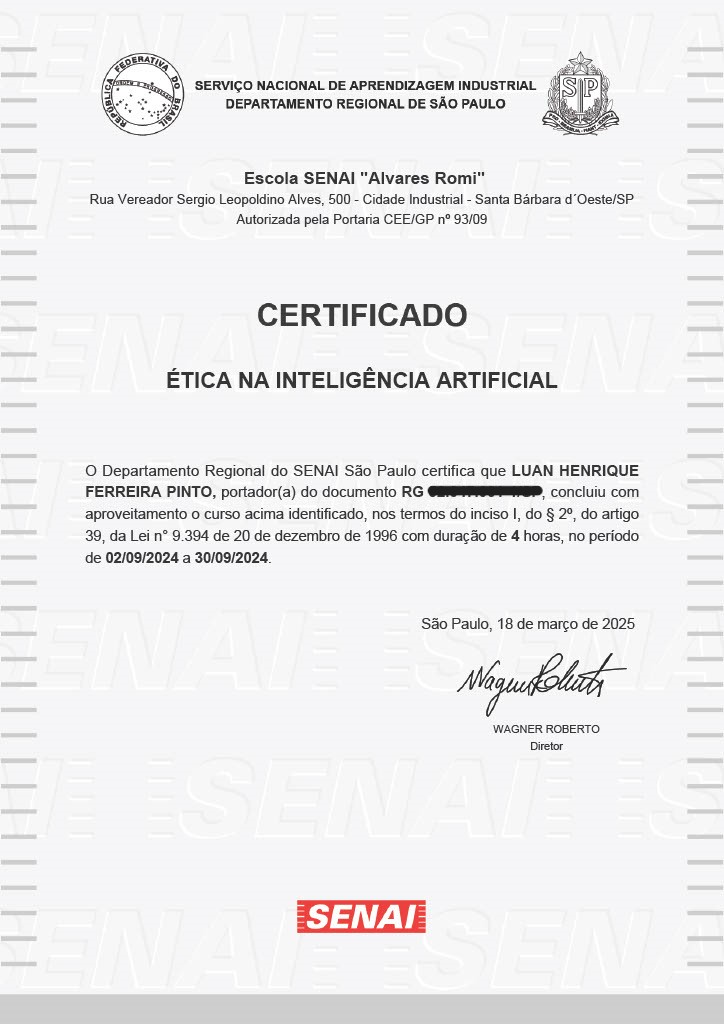 REPÚBLICA FEDERATIVA DO BRASIL
SERVIÇO NACIONAL DE APRENDIZAGEM INDUSTRIAL
DEPARTAMENTO REGIONAL DE SÃO PAULO
SP
Escola SENAI "Alvares Romi"
Rua Vereador Sergio Leopoldino Alves, 500 - Cidade Industrial - Santa Bárbara d´Oeste/SP
Autorizada pela Portaria CEE/GP nº 93/09
CERTIFICADO
ÉTICA NA INTELIGÊNCIA ARTIFICIAL
O Departamento Regional do SENAI São Paulo certifica que LUAN HENRIQUE
FERREIRA PINTO, portador(a) do documento RG , concluiu com
aproveitamento o curso acima identificado, nos termos do inciso I, do § 2º, do artigo
39, da Lei n° 9.394 de 20 de dezembro de 1996 com duração de 4 horas, no período
de 02/09/2024 a 30/09/2024.
São Paulo, 18 de março de 2025
Wagner Roberto
WAGNER ROBERTO
Diretor
SENAI